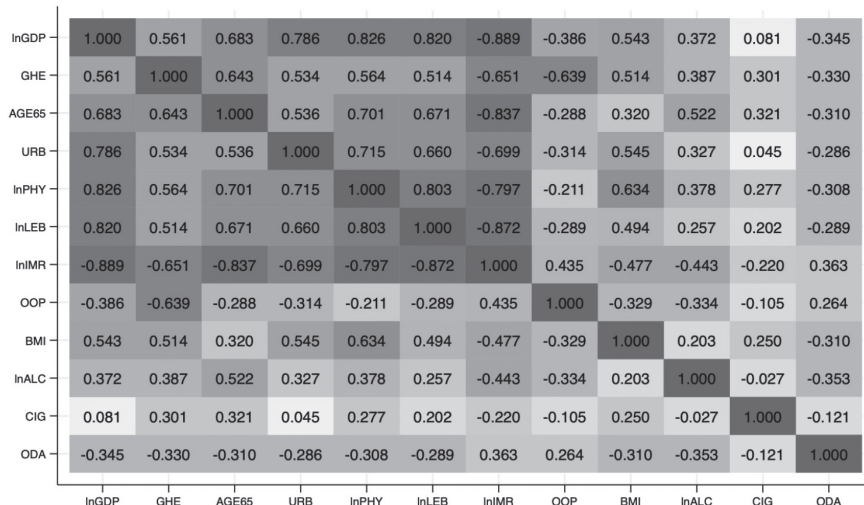 lnGDP 1.000 0.561 0.683 0.786 0.826 0.820 -0.889 -0.386 0.543 0.372 0.081 -0.345
GHE 0.561 1.000 0.643 0.534 0.564 0.514 -0.651 -0.639 0.514 0.387 0.301 -0.330
AGE65 0.683 0.643 1.000 0.536 0.701 0.671 -0.837 -0.288 0.320 0.522 0.321 -0.310
URB 0.786 0.534 0.536 1.000 0.715 0.660 -0.699 -0.314 0.545 0.327 0.045 -0.286
lnPHY 0.826 0.564 0.701 0.715 1.000 0.803 -0.797 -0.211 0.634 0.378 0.277 -0.308
lnLEB 0.820 0.514 0.671 0.660 0.803 1.000 -0.872 -0.289 0.494 0.257 0.202 -0.289
lnIMR -0.889 -0.651 -0.837 -0.699 -0.797 -0.872 1.000 0.435 -0.477 -0.443 -0.220 0.363
OOP -0.386 -0.639 -0.288 -0.314 -0.211 -0.289 0.435 1.000 -0.329 -0.334 -0.105 0.264
BMI 0.543 0.514 0.320 0.545 0.634 0.494 -0.477 -0.329 1.000 0.203 0.250 -0.310
lnALC 0.372 0.387 0.522 0.327 0.378 0.257 -0.443 -0.334 0.203 1.000 -0.027 -0.353
CIG 0.081 0.301 0.321 0.045 0.277 0.202 -0.220 -0.105 0.250 -0.027 1.000 -0.121
ODA -0.345 -0.330 -0.310 -0.286 -0.308 -0.289 0.363 0.264 -0.310 -0.353 -0.121 1.000
lnGDP GHE AGE65 URB lnPHY lnLEB lnIMR OOP BMI lnALC CIG ODA